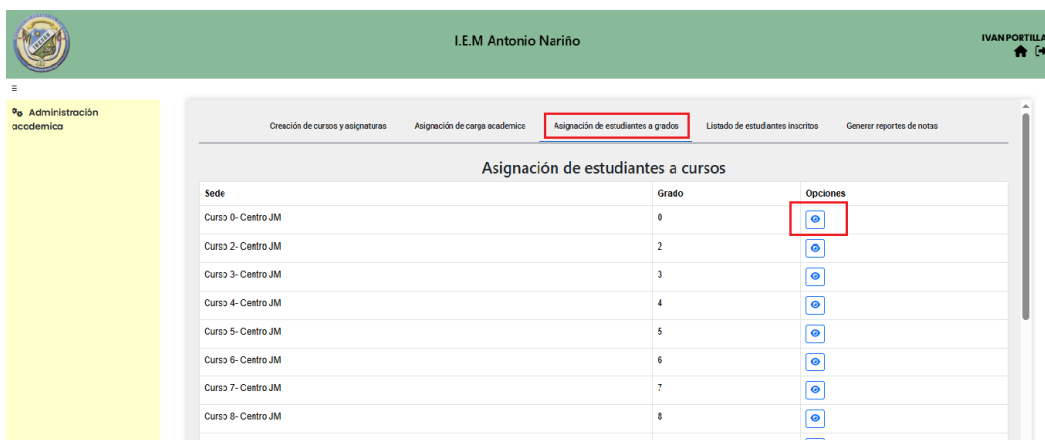 I.E.M Antonio Nariño
IVAN PORTILLA
Administración
academica
Creación de cursos y asignaturas Asignación de carga academica Asignación de estudiantes a grados Listado de estudiantes inscritos Generar reportes de notas
Asignación de estudiantes a cursos
Sede Grado Opciones
Curso 0- Centro JM 0
Curso 2- Centro JM 2
Curso 3- Centro JM 3
Curso 4- Centro JM 4
Curso 5- Centro JM 5
Curso 6- Centro JM 6
Curso 7- Centro JM 7
Curso 8- Centro JM 8